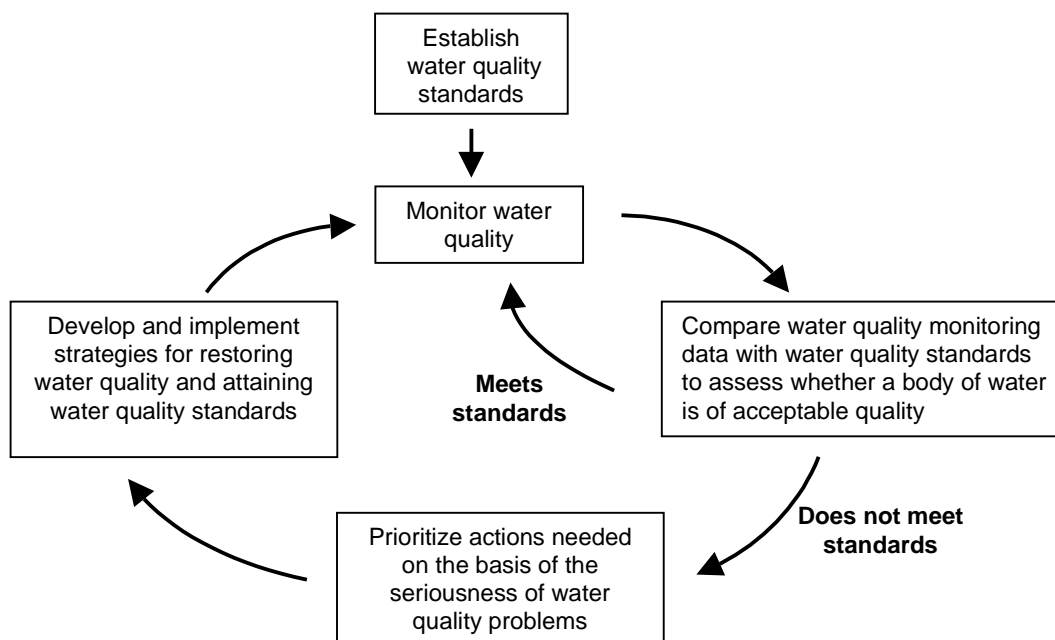 Establish
water quality
standards
Monitor water
quality
Develop and implement
strategies for restoring
water quality and attaining
water quality standards
Meets
standards
Compare water quality monitoring
data with water quality standards
to assess whether a body of water
is of acceptable quality
Does not meet
standards
Prioritize actions needed
on the basis of the
seriousness of water
quality problems